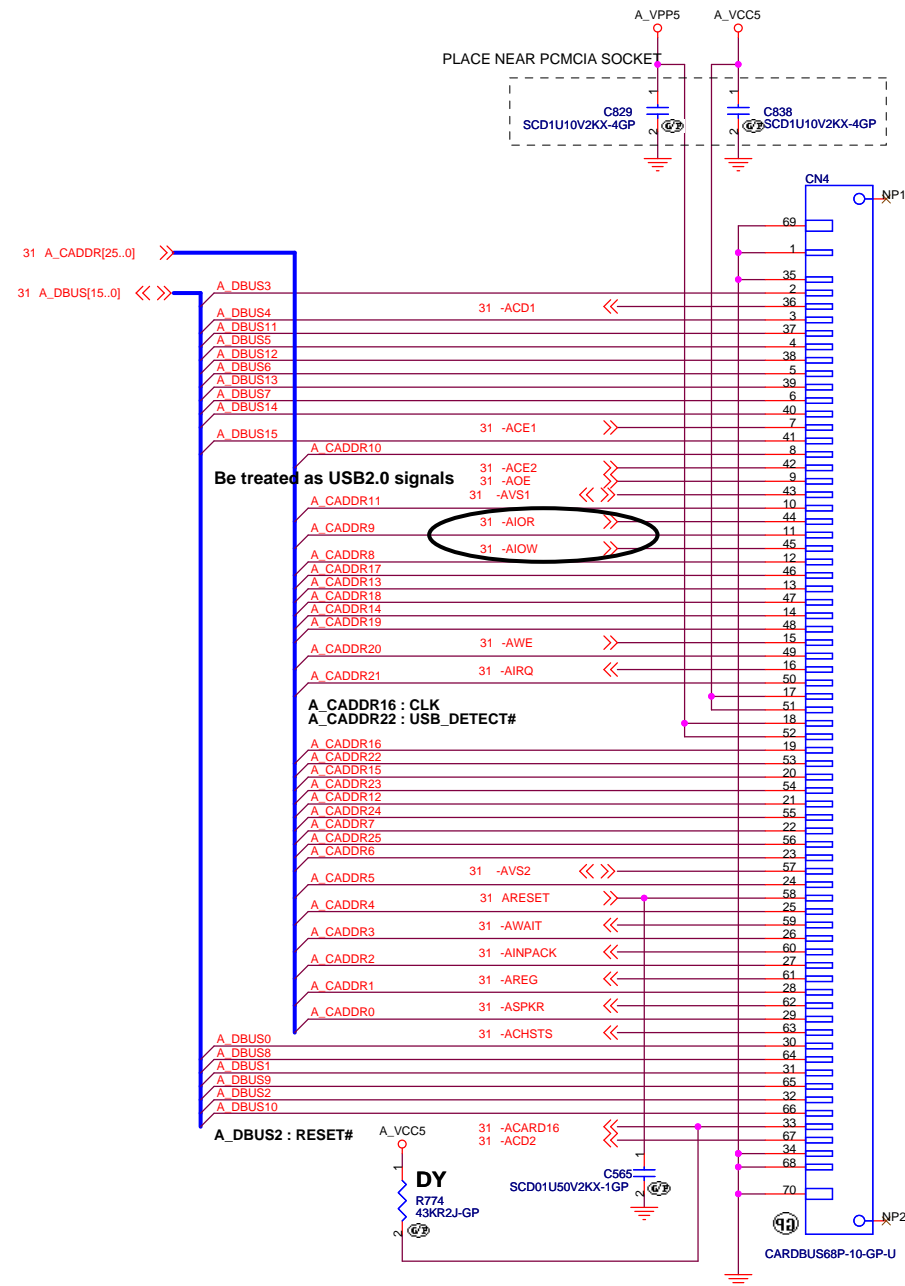 A_VPP5
A_VCC5
PLACE NEAR PCMCIA SOCKET
1
1
C829
SCD1U10V2KX-4GP
2
G/P
C838
SCD1U10V2KX-4GP
2
G/P
CN4
NP1
69
31 A_CADDR[25..0]
1
31 A_DBUS[15..0]
35
A_DBUS3
2
31 -ACD1
36
A_DBUS4
3
A_DBUS11
37
A_DBUS5
4
A_DBUS12
38
A_DBUS6
5
A_DBUS13
39
A_DBUS7
6
A_DBUS14
40
31 -ACE1
7
A_DBUS15
41
A_CADDR10
8
31 -ACE2
42
Be treated as USB2.0 signals
31 -AOE
9
31 -AVS1
43
A_CADDR11
10
31 -AIOR
44
A_CADDR9
11
31 -AIOW
45
A_CADDR8
12
A_CADDR17
46
A_CADDR13
13
A_CADDR18
47
A_CADDR14
14
A_CADDR19
48
31 -AWE
15
A_CADDR20
49
31 -AIRQ
16
A_CADDR21
50
17
A_CADDR16 : CLK
51
A_CADDR22 : USB_DETECT#
18
52
A_CADDR16
19
A_CADDR22
53
A_CADDR15
20
A_CADDR23
54
A_CADDR12
21
A_CADDR24
55
A_CADDR7
22
A_CADDR25
56
A_CADDR6
23
31 -AVS2
57
A_CADDR5
24
31 ARESET
58
A_CADDR4
25
31 -AWAIT
59
A_CADDR3
26
31 -AINPACK
60
A_CADDR2
27
31 -AREG
61
A_CADDR1
28
31 -ASPKR
62
A_CADDR0
29
31 -ACHSTS
63
A_DBUS0
30
A_DBUS8
64
A_DBUS1
31
A_DBUS9
65
A_DBUS2
32
A_DBUS10
66
31 -ACARD16
33
A_DBUS2 : RESET#
A_VCC5
31 -ACD2
67
34
68
1
1
DY
R774
43KR2J-GP
2
G/P
C565
SCD01U50V2KX-1GP
2
G/P
70
GP
NP2
CARDBUS68P-10-GP-U